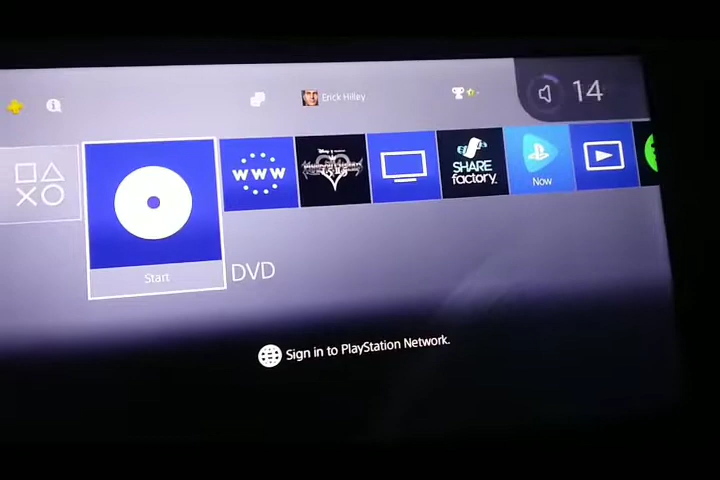 Erick Hilley
14
WWW
SHARE
factory.
Now
Start
DVD
Sign in to PlayStation Network.